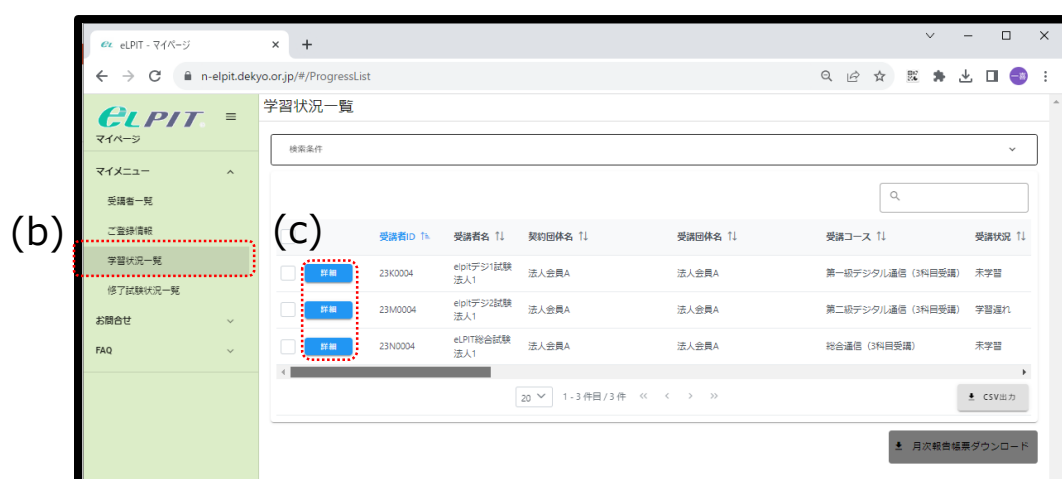 eLPIT - マイページ
n-elpit.dekyo.or.jp/#/ProgressList
一喜
eLPIT
マイページ
学習状況一覧
検索条件
マイメニュー
受講者一覧
(b)
ご登録情報
学習状況一覧
修了試験状況一覧
お問合せ
FAQ
(c)
受講者ID 受講者名 契約団体名 受講団体名 受講コース 受講状況
詳細 23K0004 elpitデジ1試験法人1 法人会員A 法人会員A 第一級デジタル通信（3科目受講） 未学習
詳細 23M0004 elpitデジ2試験法人1 法人会員A 法人会員A 第二級デジタル通信（3科目受講） 学習遅れ
詳細 23N0004 eLPIT総合試験法人1 法人会員A 法人会員A 総合通信（3科目受講） 未学習
20 1 - 3 件目 / 3 件
CSV出力
月次報告帳票ダウンロード